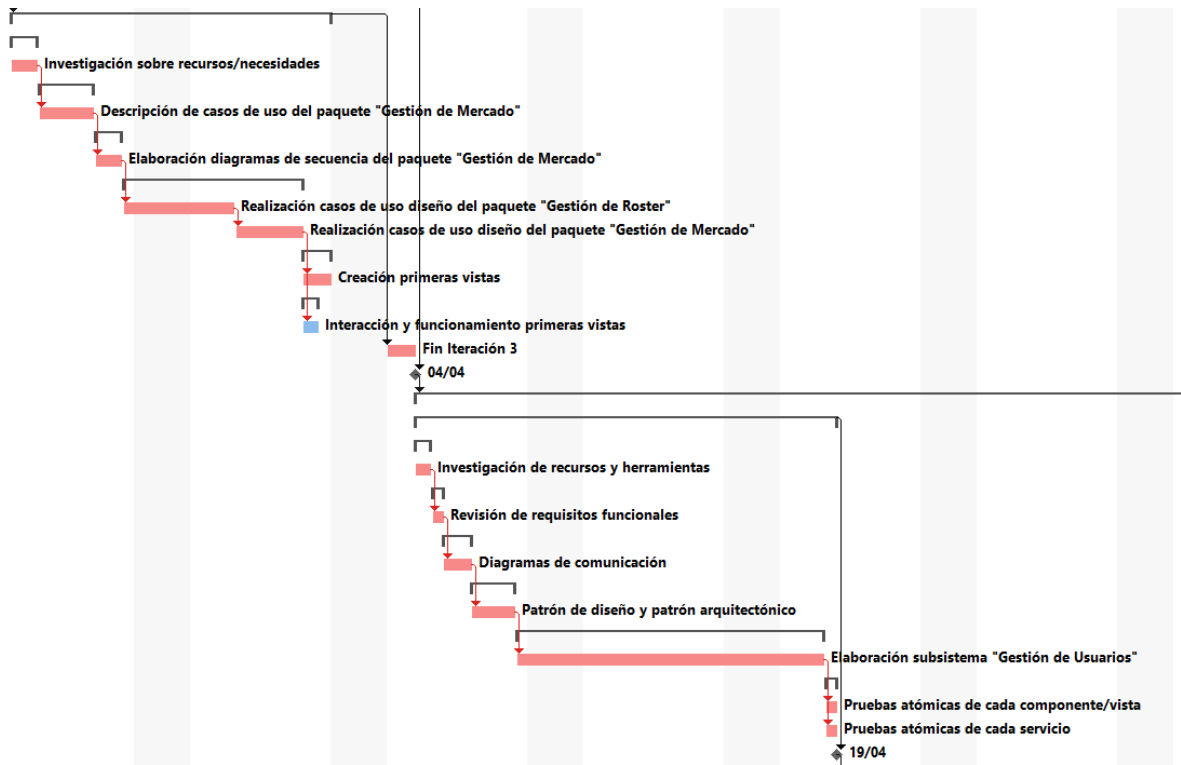 Investigación sobre recursos/necesidades
Descripción de casos de uso del paquete "Gestión de Mercado"
Elaboración diagramas de secuencia del paquete "Gestión de Mercado"
Realización casos de uso diseño del paquete "Gestión de Roster"
Realización casos de uso diseño del paquete "Gestión de Mercado"
Creación primeras vistas
Interacción y funcionamiento primeras vistas
Fin Iteración 3
04/04
Investigación de recursos y herramientas
Revisión de requisitos funcionales
Diagramas de comunicación
Patrón de diseño y patrón arquitectónico
Elaboración subsistema "Gestión de Usuarios"
Pruebas atómicas de cada componente/vista
Pruebas atómicas de cada servicio
19/04